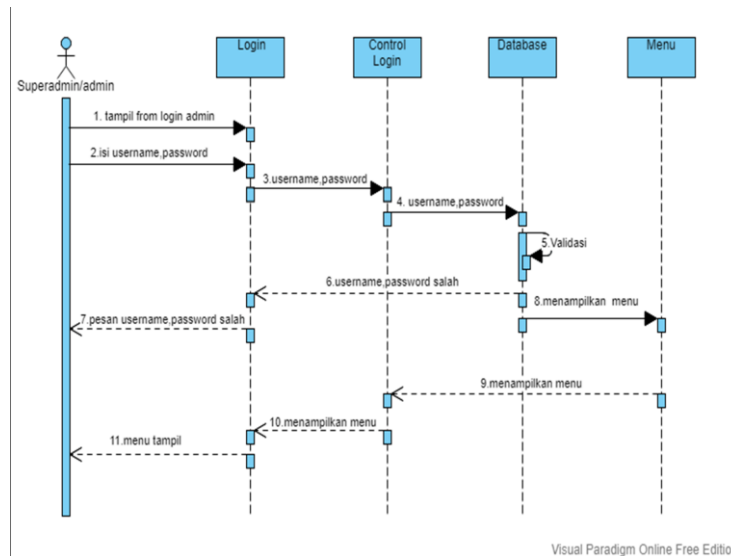 Login
Control
Login
Database
Menu
Superadmin/admin
1. tampil from login admin
2.isi username,password
3.username,password
4. username,password
5.Validasi
6.username,password salah
7.pesan username,password salah
8.menampilkan menu
9.menampilkan menu
10.menampilkan menu
11.menu tampil
Visual Paradigm Online Free Editio